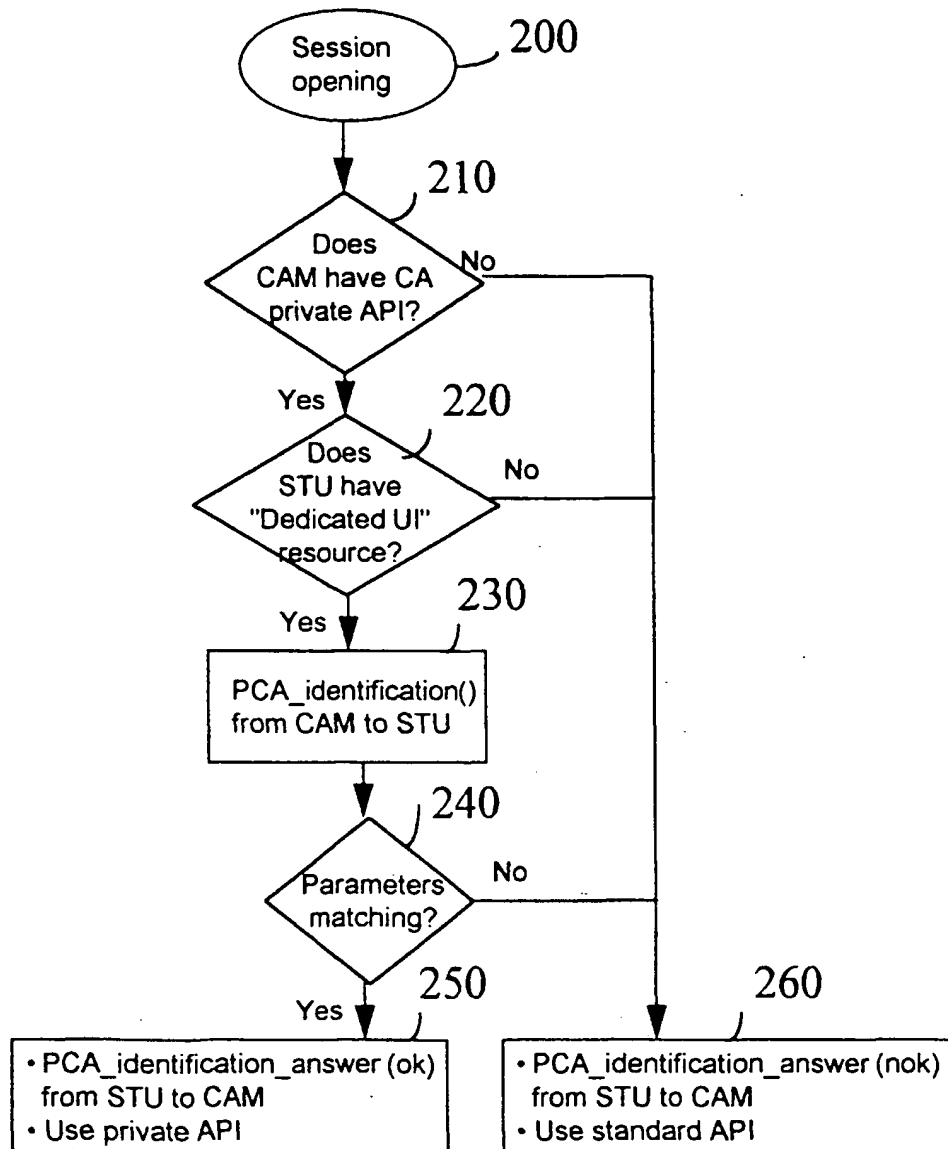 Session
opening
200
210
Does
CAM have CA
private API?
No
Yes
220
Does
STU have
"Dedicated UI"
resource?
No
Yes
230
PCA_identification()
from CAM to STU
240
Parameters
matching?
No
Yes
250
• PCA_identification_answer (ok)
from STU to CAM
• Use private API
260
• PCA_identification_answer (nok)
from STU to CAM
• Use standard API